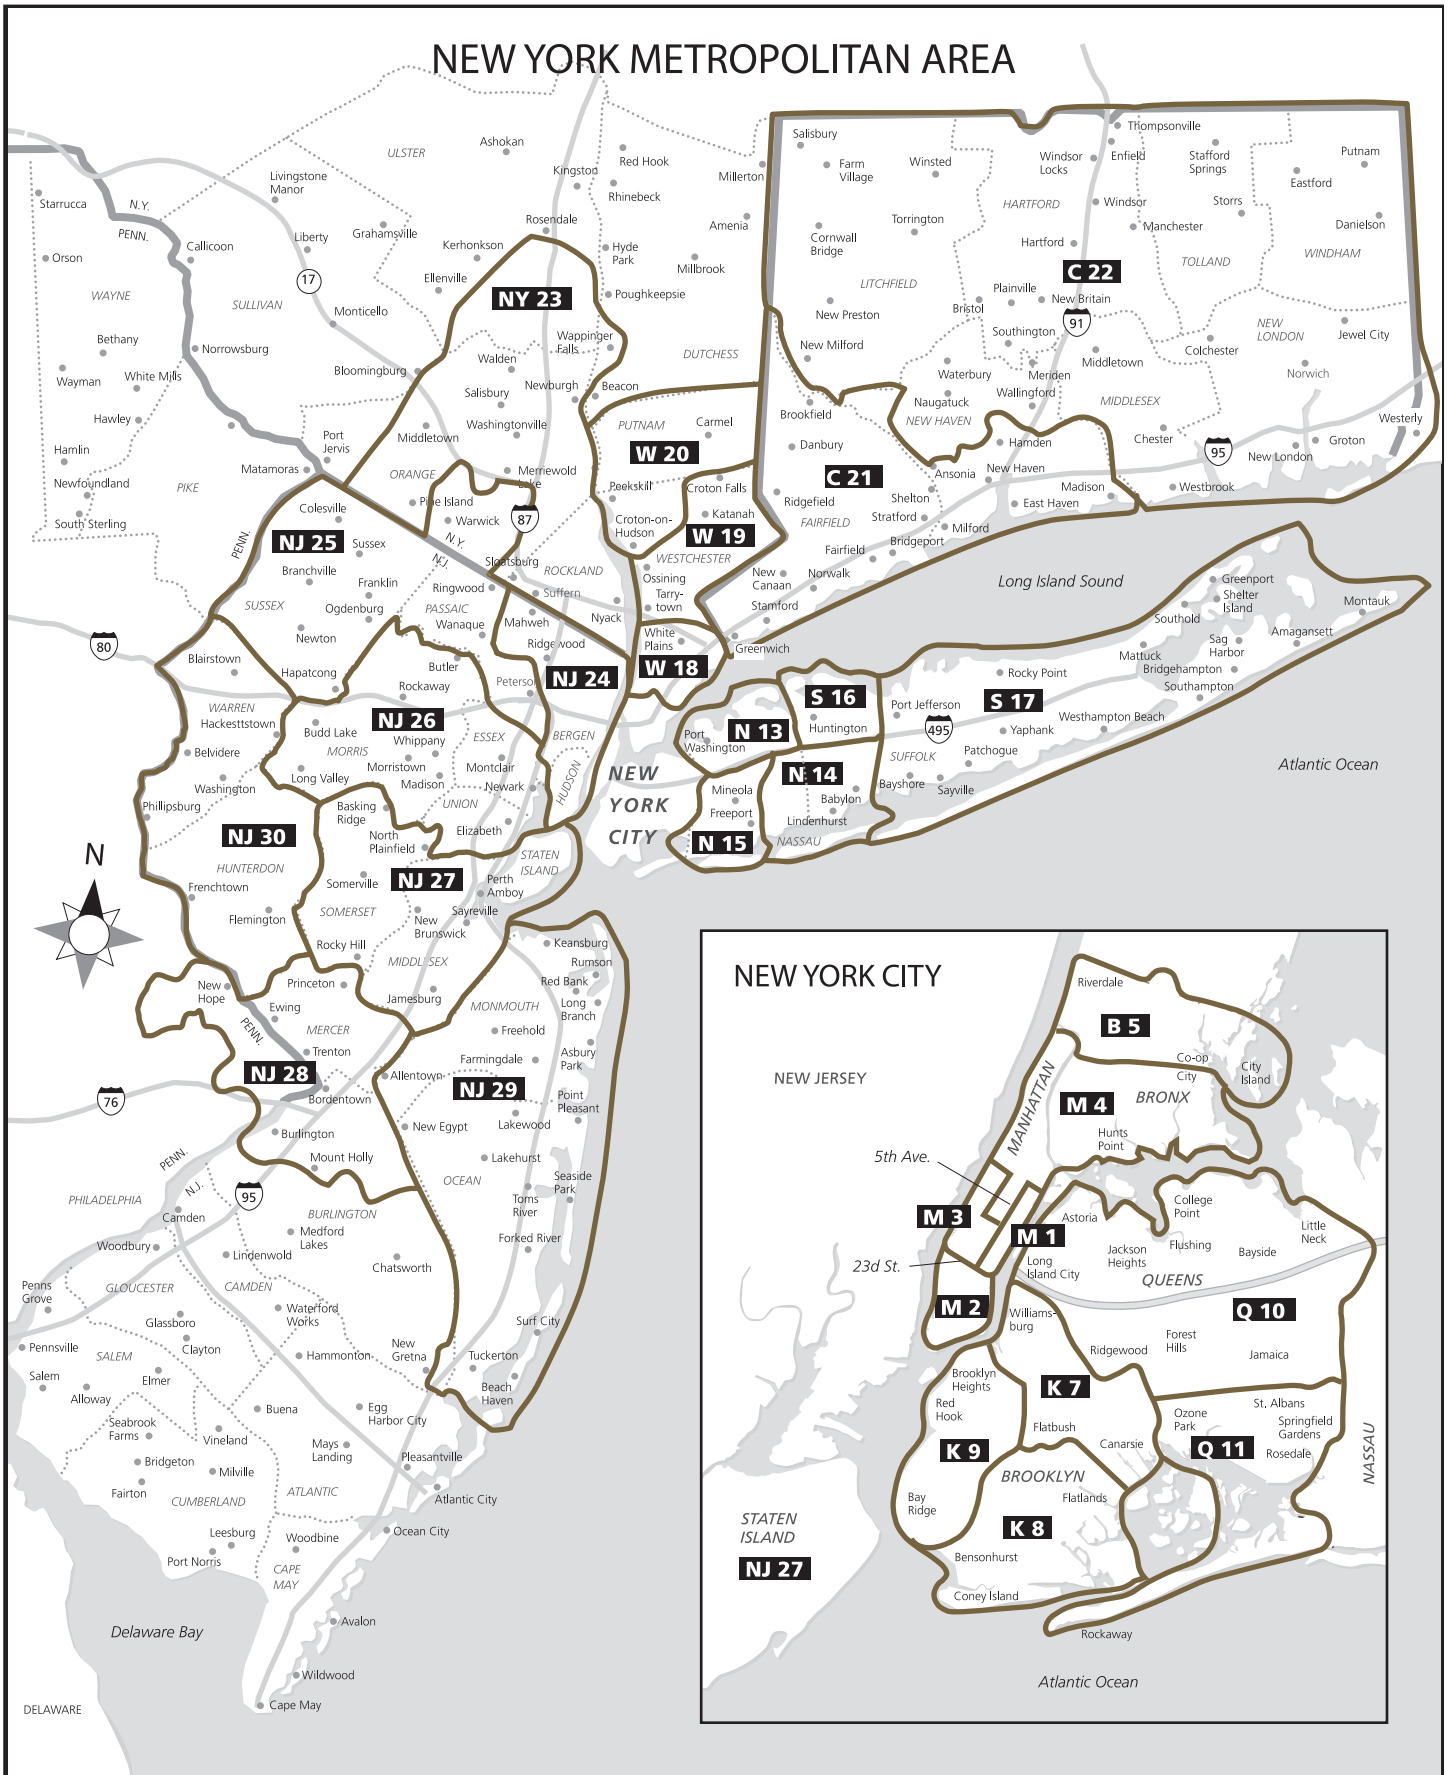 NEW YORK METROPOLITAN AREA
Salisbury
Thompsonville
ULSTER
Ashokan
Red Hook
Farm
Village
Winsted
Windsor
Locks
Enfield
Stafford
Springs
Putnam
Livingstone
Manor
Kingston
Millerton
Eastford
Starrucca
N.Y.
PENN.
Rhinebeck
HARTFORD
Windsor
Storrs
Liberty
Grahamsville
Rosendale
Amenia
Torrington
Manchester
Danielson
Callicoon
Kerhonkson
Hyde
Park
Cornwall
Bridge
Hartford
Orson
Ellenville
Millbrook
C 22
TOLLAND
WINDHAM
17
WAYNE
SULLIVAN
NY 23
Poughkeepsie
LITCHFIELD
Plainville
New Britain
Monticello
New Preston
Bristol
91
Bethany
Norrowsburg
Wappinger
Falls
DUTCHESS
New Milford
Southington
Colchester
NEW
LONDON
Jewel City
Wayman
White Mills
Bloomingburg
Walden
Middletown
Waterbury
Meriden
Norwich
Salisbury
Newburgh
Beacon
Naugatuck
Wallingford
Hawley
Washingtonville
PUTNAM
Carmel
Brookfield
NEW HAVEN
MIDDLESEX
Westerly
Middletown
Port
Jervis
W 20
Danbury
Hamden
Chester
95
Groton
Hamlin
Matamoras
ORANGE
Merriewold
Lake
C 21
Ansonia
New Haven
New London
Newfoundland
PIKE
Peekskill
Croton Falls
Madison
Westbrook
Colesville
Pine Island
Ridgefield
Shelton
East Haven
South Sterling
Warwick
87
Croton-on-
Hudson
Katanah
FAIRFIELD
Stratford
Milford
NJ 25
Sussex
N.Y.
N.J.
W 19
Bridgeport
PENN.
Branchville
Sloatsburg
WESTCHESTER
Fairfield
Franklin
ROCKLAND
Ossining
New
Canaan
Norwalk
Long Island Sound
Greenport
SUSSEX
Ogdenburg
PASSAIC
Ringwood
Suffern
Tarry-
town
Shelter
Island
Montauk
Newton
Wanaque
Mahweh
Nyack
Stamford
Southold
80
Blairstown
Ridgewood
White
Plains
Greenwich
Sag
Harbor
Amagansett
Hapatcong
Butler
W 18
Mattuck
Bridgehampton
Southampton
Rocky Point
WARREN
Rockaway
Peterson
NJ 24
S 16
Port Jefferson
S 17
Hackesttstown
Budd Lake
NJ 26
Huntington
Westhampton Beach
Belvidere
MORRIS
Whippany
ESSEX
BERGEN
Port
Washington
N 13
495
Yaphank
Morristown
Montclair
SUFFOLK
Patchogue
Atlantic Ocean
Washington
Long Valley
Madison
Newark
HUDSON
NEW
YORK
CITY
N 14
Bayshore
Sayville
Phillipsburg
Basking
Ridge
UNION
Mineola
Babylon
NJ 30
North
Plainfield
Elizabeth
Freeport
Lindenhurst
N
HUNTERDON
STATEN
ISLAND
N 15
NASSAU
Frenchtown
Somerville
NJ 27
Perth
Amboy
Flemington
SOMERSET
New
Brunswick
Sayreville
Rocky Hill
Keansburg
MIDDL SEX
Rumson
New
Hope
Princeton
Red Bank
Jamesburg
MONMOUTH
Long
Branch
Ewing
PENN.
MERCER
Freehold
Trenton
Farmingdale
Asbury
Park
NJ 28
Allentown
NJ 29
76
Bordentown
Point
Pleasant
Burlington
New Egypt
Lakewood
PENN.
N.J.
Mount Holly
Lakehurst
PHILADELPHIA
95
OCEAN
Seaside
Park
Camden
BURLINGTON
Toms
River
Woodbury
Medford
Lakes
Forked River
Lindenwold
Chatsworth
Penns
Grove
GLOUCESTER
CAMDEN
Waterford
Works
Glassboro
Surf City
Pennsville
Clayton
Hammonton
New
Gretna
Tuckerton
SALEM
Salem
Elmer
Beach
Haven
Alloway
Buena
Egg
Harbor City
Seabrook
Farms
Vineland
Mays
Landing
Pleasantville
Bridgeton
Milville
Fairton
CUMBERLAND
ATLANTIC
Atlantic City
Leesburg
Woodbine
Ocean City
Port Norris
CAPE
MAY
Delaware Bay
Avalon
Wildwood
DELAWARE
Cape May
NEW YORK CITY
Riverdale
B 5
Co-op
City
City
Island
NEW JERSEY
MANHATTAN
M 4
BRONX
Hunts
Point
5th Ave.
College
Point
M 3
Astoria
Little
Neck
M 1
Jackson
Heights
Flushing
Bayside
23d St.
Long
Island City
QUEENS
M 2
Williams-
burg
Q 10
Ridgewood
Forest
Hills
Jamaica
Brooklyn
Heights
K 7
Red
Hook
Flatbush
Ozone
Park
St. Albans
Springfield
Gardens
K 9
Canarsie
Q 11
Rosedale
NASSAU
BROOKLYN
Bay
Ridge
Flatlands
STATEN
ISLAND
K 8
NJ 27
Bensonhurst
Coney Island
Rockaway
Atlantic Ocean